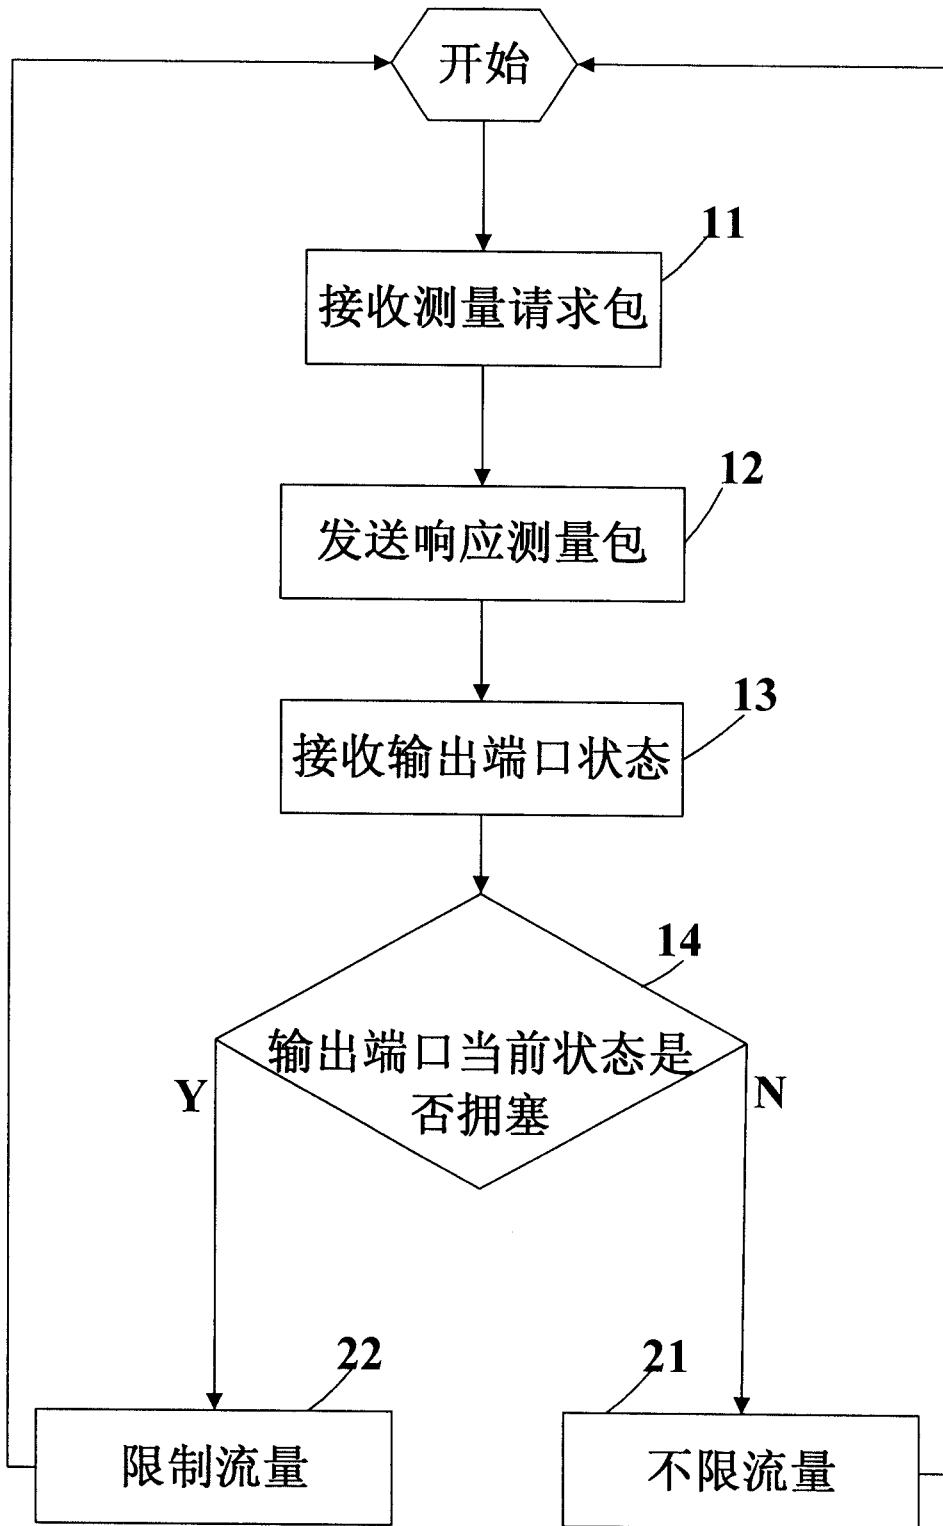 开始
11
接收测量请求包
12
发送响应测量包
13
接收输出端口状态
14
输出端口当前状态是
否拥塞
Y
N
22
21
限制流量
不限流量